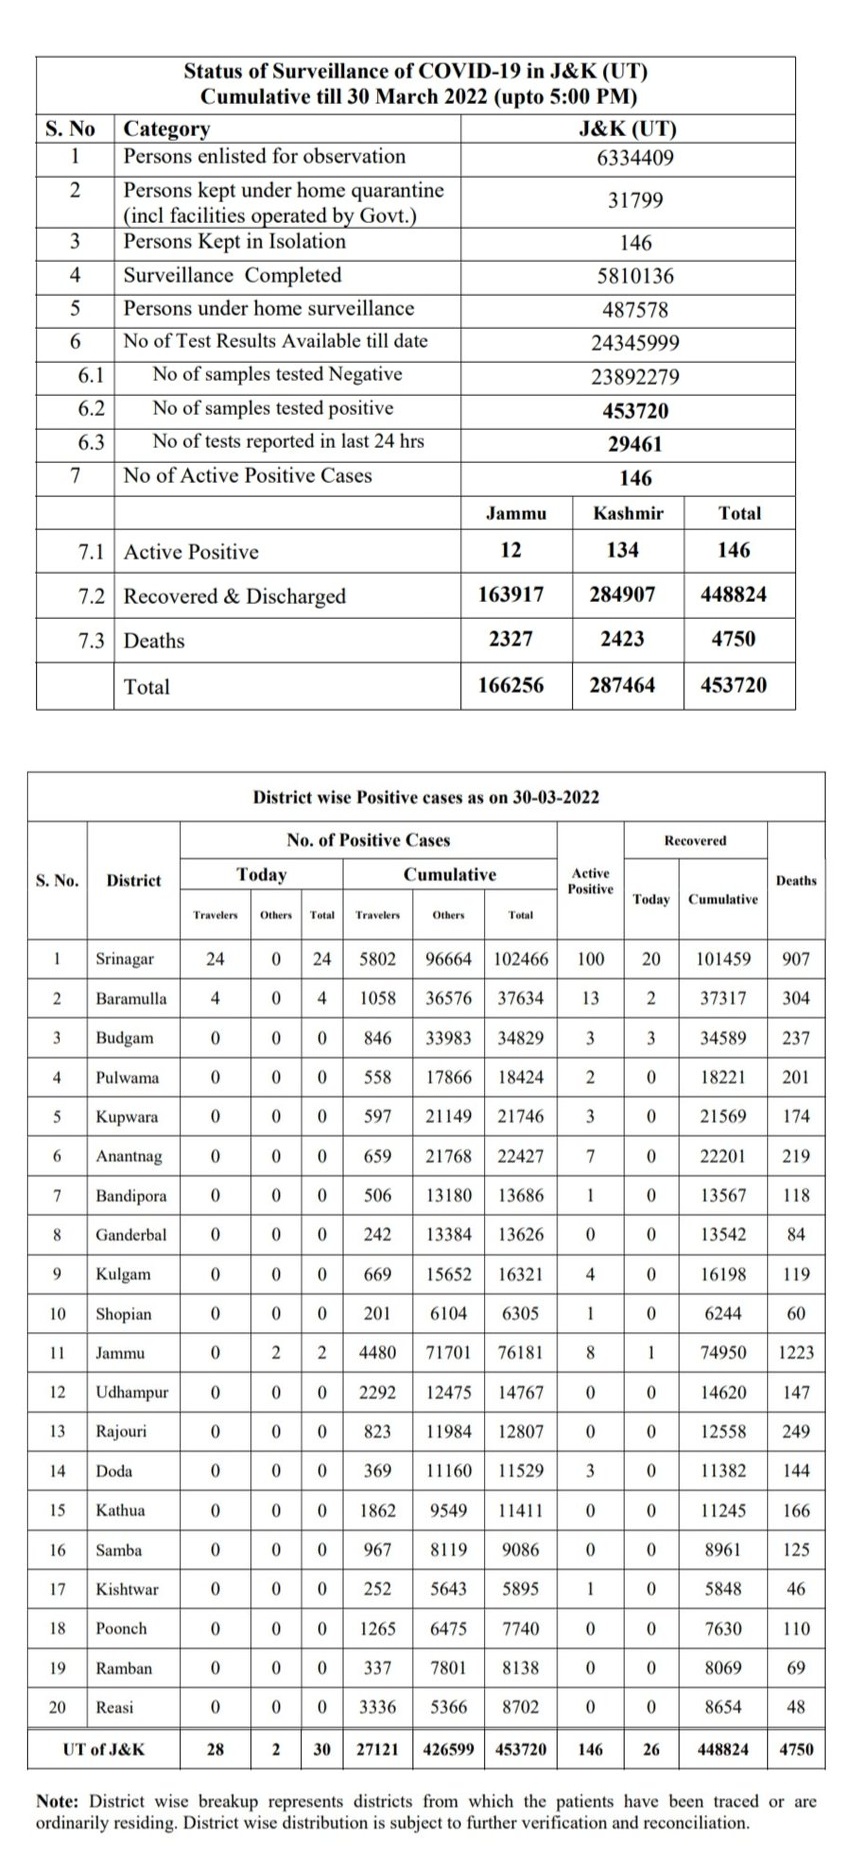 Status of Surveillance of COVID-19 in J&K (UT)
Cumulative till 30 March 2022 (upto 5:00 PM)
S. No Category J&K (UT)
1 Persons enlisted for observation 6334409
2 Persons kept under home quarantine
(incl facilities operated by Govt.) 31799
3 Persons Kept in Isolation 146
4 Surveillance Completed 5810136
5 Persons under home surveillance 487578
6 No of Test Results Available till date 24345999
6.1 No of samples tested Negative 23892279
6.2 No of samples tested positive 453720
6.3 No of tests reported in last 24 hrs 29461
7 No of Active Positive Cases 146
Jammu Kashmir Total
7.1 Active Positive 12 134 146
7.2 Recovered & Discharged 163917 284907 448824
7.3 Deaths 2327 2423 4750
Total 166256 287464 453720
District wise Positive cases as on 30-03-2022
No. of Positive Cases Recovered
S. No. District Today Cumulative Active
Positive Today Cumulative Deaths
Travelers Others Total Travelers Others Total
1 Srinagar 24 0 24 5802 96664 102466 100 20 101459 907
2 Baramulla 4 0 4 1058 36576 37634 13 2 37317 304
3 Budgam 0 0 0 846 33983 34829 3 3 34589 237
4 Pulwama 0 0 0 558 17866 18424 2 0 18221 201
5 Kupwara 0 0 0 597 21149 21746 3 0 21569 174
6 Anantnag 0 0 0 659 21768 22427 7 0 22201 219
7 Bandipora 0 0 0 506 13180 13686 1 0 13567 118
8 Ganderbal 0 0 0 242 13384 13626 0 0 13542 84
9 Kulgam 0 0 0 669 15652 16321 4 0 16198 119
10 Shopian 0 0 0 201 6104 6305 1 0 6244 60
11 Jammu 0 2 2 4480 71701 76181 8 1 74950 1223
12 Udhampur 0 0 0 2292 12475 14767 0 0 14620 147
13 Rajouri 0 0 0 823 11984 12807 0 0 12558 249
14 Doda 0 0 0 369 11160 11529 3 0 11382 144
15 Kathua 0 0 0 1862 9549 11411 0 0 11245 166
16 Samba 0 0 0 967 8119 9086 0 0 8961 125
17 Kishtwar 0 0 0 252 5643 5895 1 0 5848 46
18 Poonch 0 0 0 1265 6475 7740 0 0 7630 110
19 Ramban 0 0 0 337 7801 8138 0 0 8069 69
20 Reasi 0 0 0 3336 5366 8702 0 0 8654 48
UT of J&K 28 2 30 27121 426599 453720 146 26 448824 4750
Note: District wise breakup represents districts from which the patients have been traced or are
ordinarily residing. District wise distribution is subject to further verification and reconciliation.